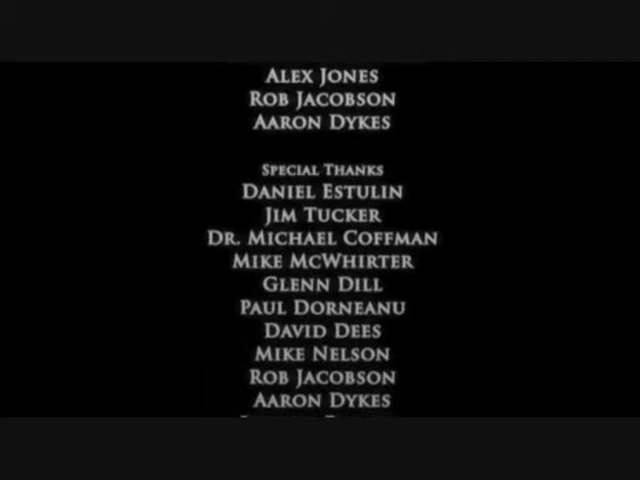 ALEX JONES
ROB JACOBSON
AARON DYKES
SPECIAL THANKS
DANIEL ESTULIN
JIM TUCKER
DR. MICHAEL COFFMAN
MIKE MCWHIRTER
GLENN DILL
PAUL DORNEANU
DAVID DEES
MIKE NELSON
ROB JACOBSON
AARON DYKES